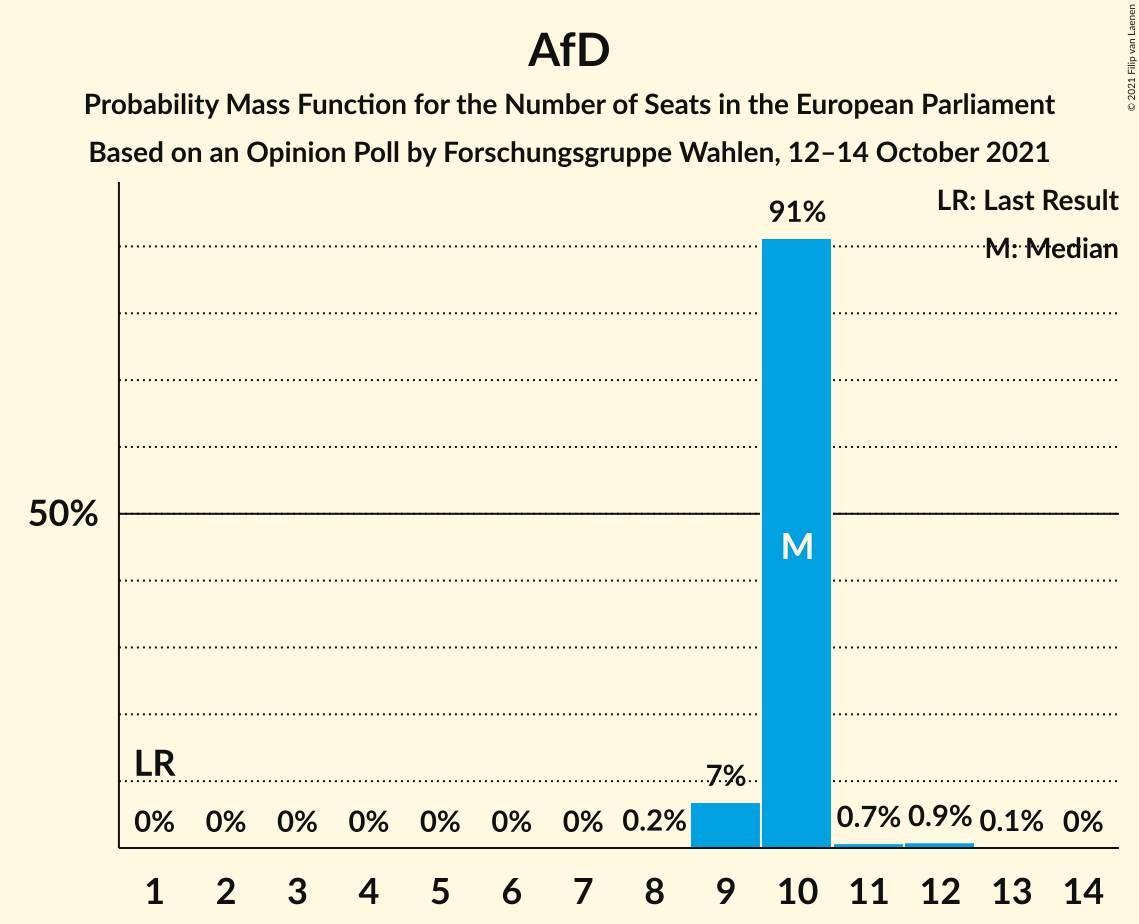 AfD
Probability Mass Function for the Number of Seats in the European Parliament
Based on an Opinion Poll by Forschungsgruppe Wahlen, 12–14 October 2021
© 2021 Filip van Laenen
LR: Last Result
M: Median
91%
50%
M
LR
7%
0% 0% 0% 0% 0% 0% 0% 0.2% 0.7% 0.9% 0.1% 0%
1 2 3 4 5 6 7 8 9 10 11 12 13 14